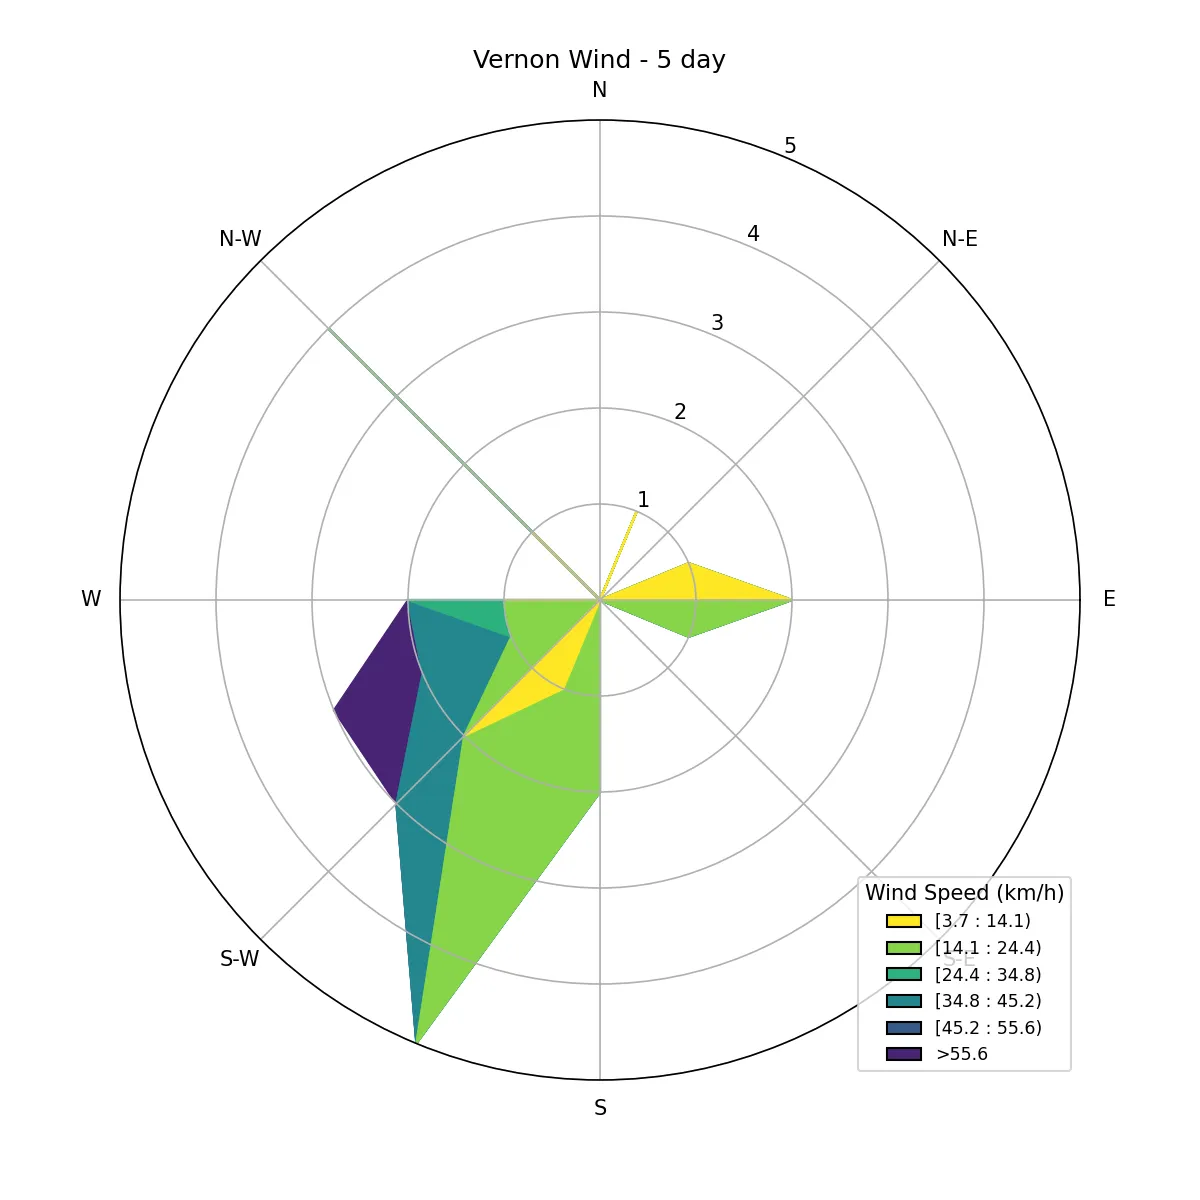 Vernon Wind - 5 day
N
5
N-W
N-E
4
3
2
1
W
E
Wind Speed (km/h)
[3.7 : 14.1)
[14.1 : 24.4)
S-W
S-E
[24.4 : 34.8)
[34.8 : 45.2)
[45.2 : 55.6)
>55.6
S